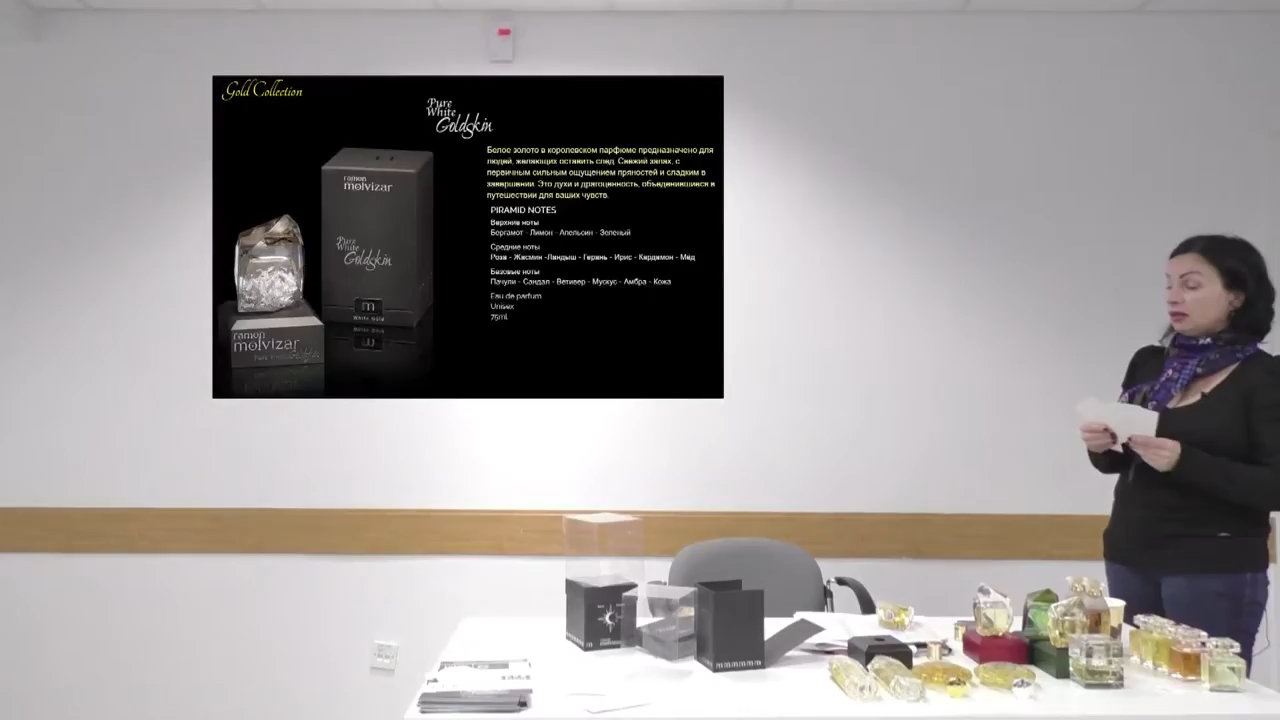 Gold Collection
Pure
White
Goldskin
Белое золото в королевском парфюме предназначено для
людей, желающих оставить след. Свежий запах, с
первичным сильным ощущением пряностей и сладким в
завершении. Это духи и драгоценность, объединившиеся в
путешествии для ваших чувств.
PIRAMID NOTES
Верхние ноты
Бергамот - Лимон - Апельсин - Зеленый
Средние ноты
Роза - Жасмин -Ландыш - Герань - Ирис - Кардамон - Мёд
Базовые ноты
Пачули - Сандал - Ветивер - Мускус - Амбра - Кожа
Eau de parfum
Unisex
75ml
ramon
molvizar
Pure
White
Goldskin
m
ramon
molvizar